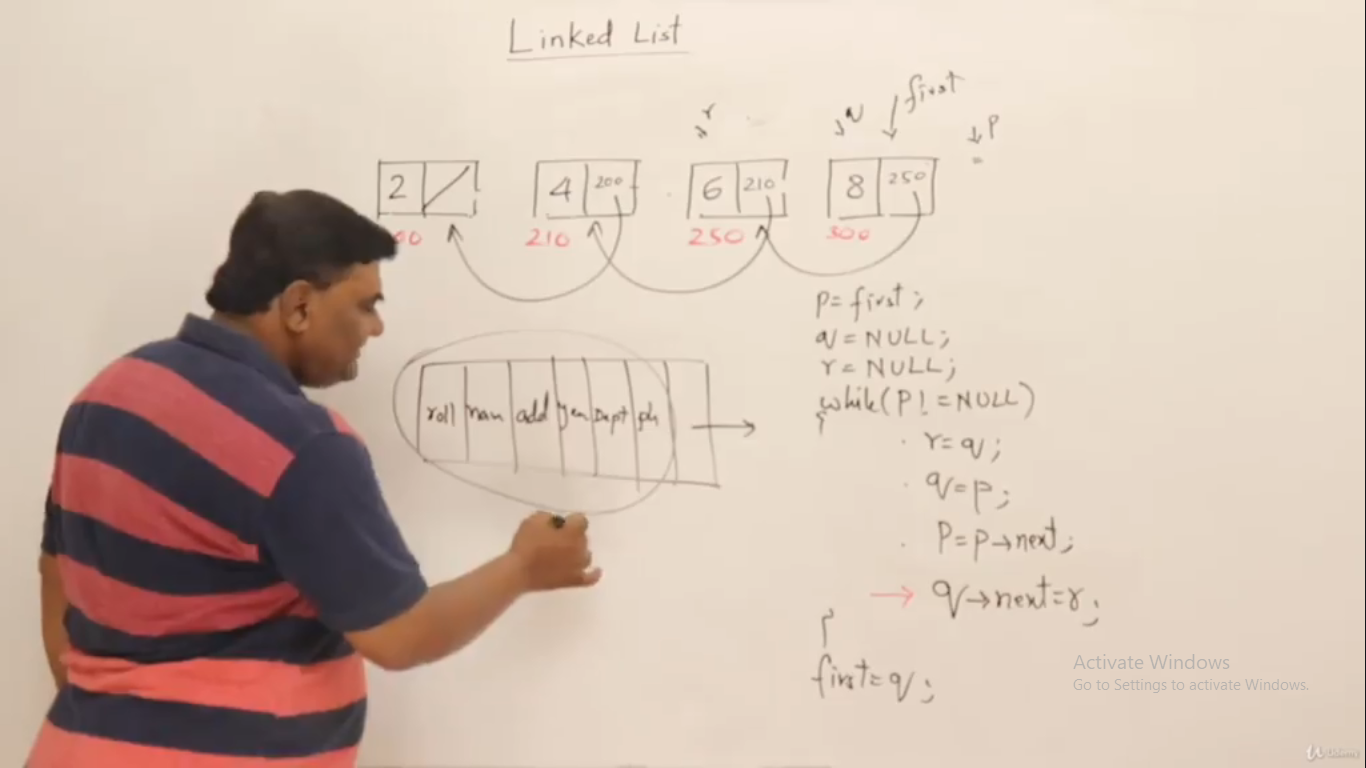 Linked List
first
r
q
p
2
4 200
6 210
8 250
00 210 250 300
p = first;
q = NULL;
r = NULL;
while(P! = NULL)
{
r = q;
q = p;
P = p→next;
→ q→next = r;
}
first = q;
roll nam add gen Dept ph
Activate Windows
Go to Settings to activate Windows.
Udemy